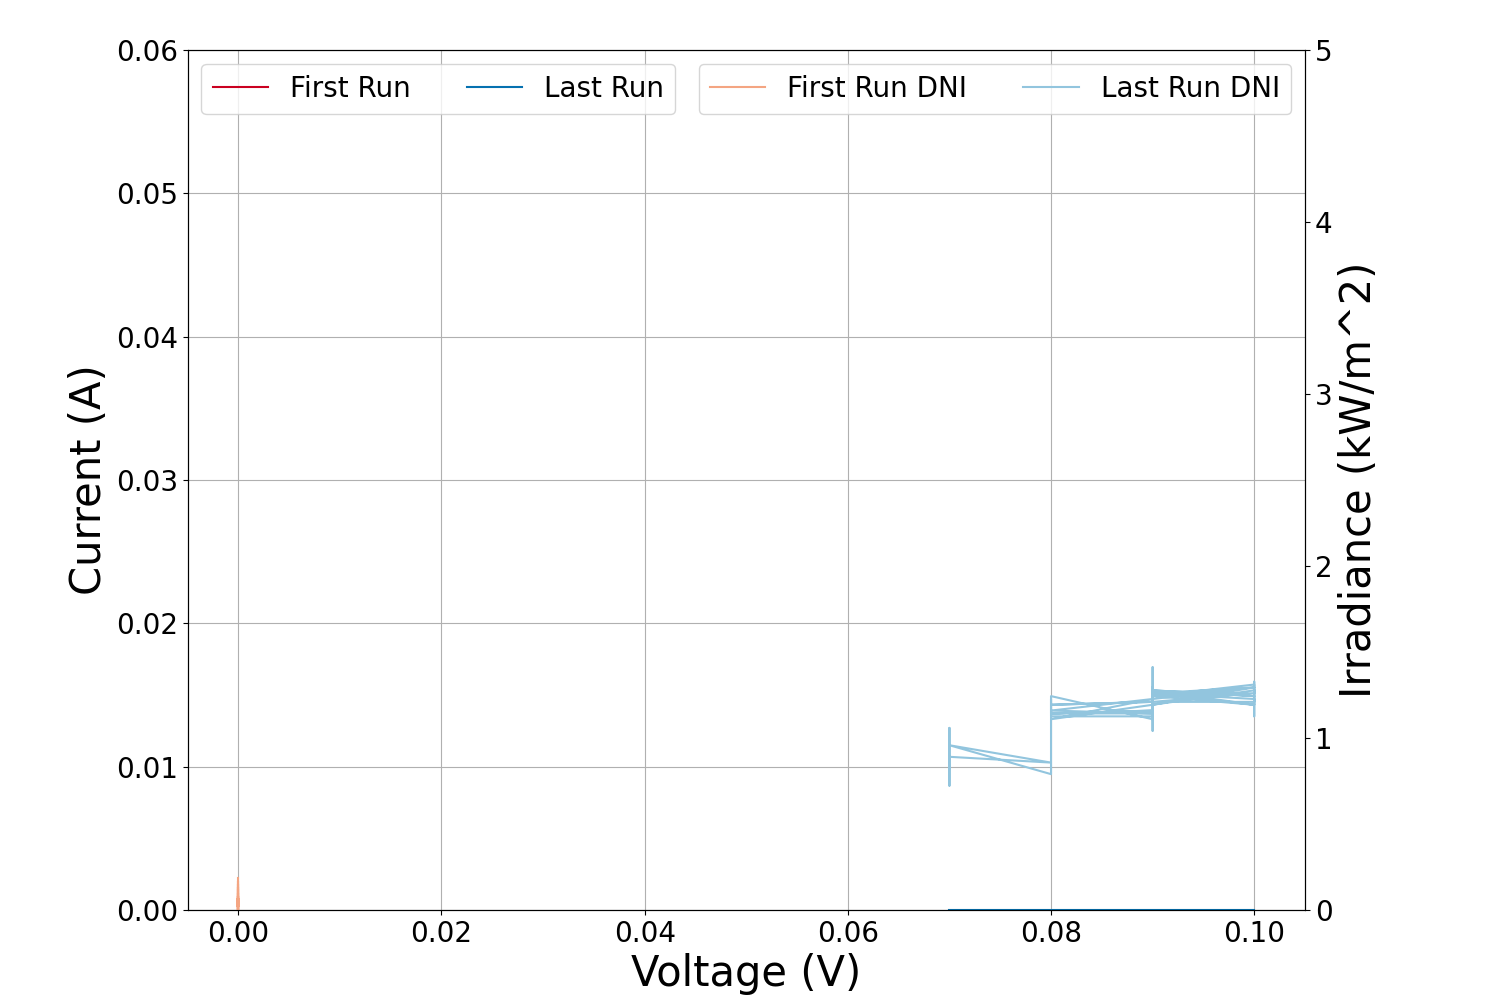 First Run
Last Run
First Run DNI
Last Run DNI
Current (A)
0.06
0.05
0.04
0.03
0.02
0.01
0.00
5
4
3
2
1
0
Irradiance (kW/m^2)
0.00
0.02
0.04
0.06
0.08
0.10
Voltage (V)